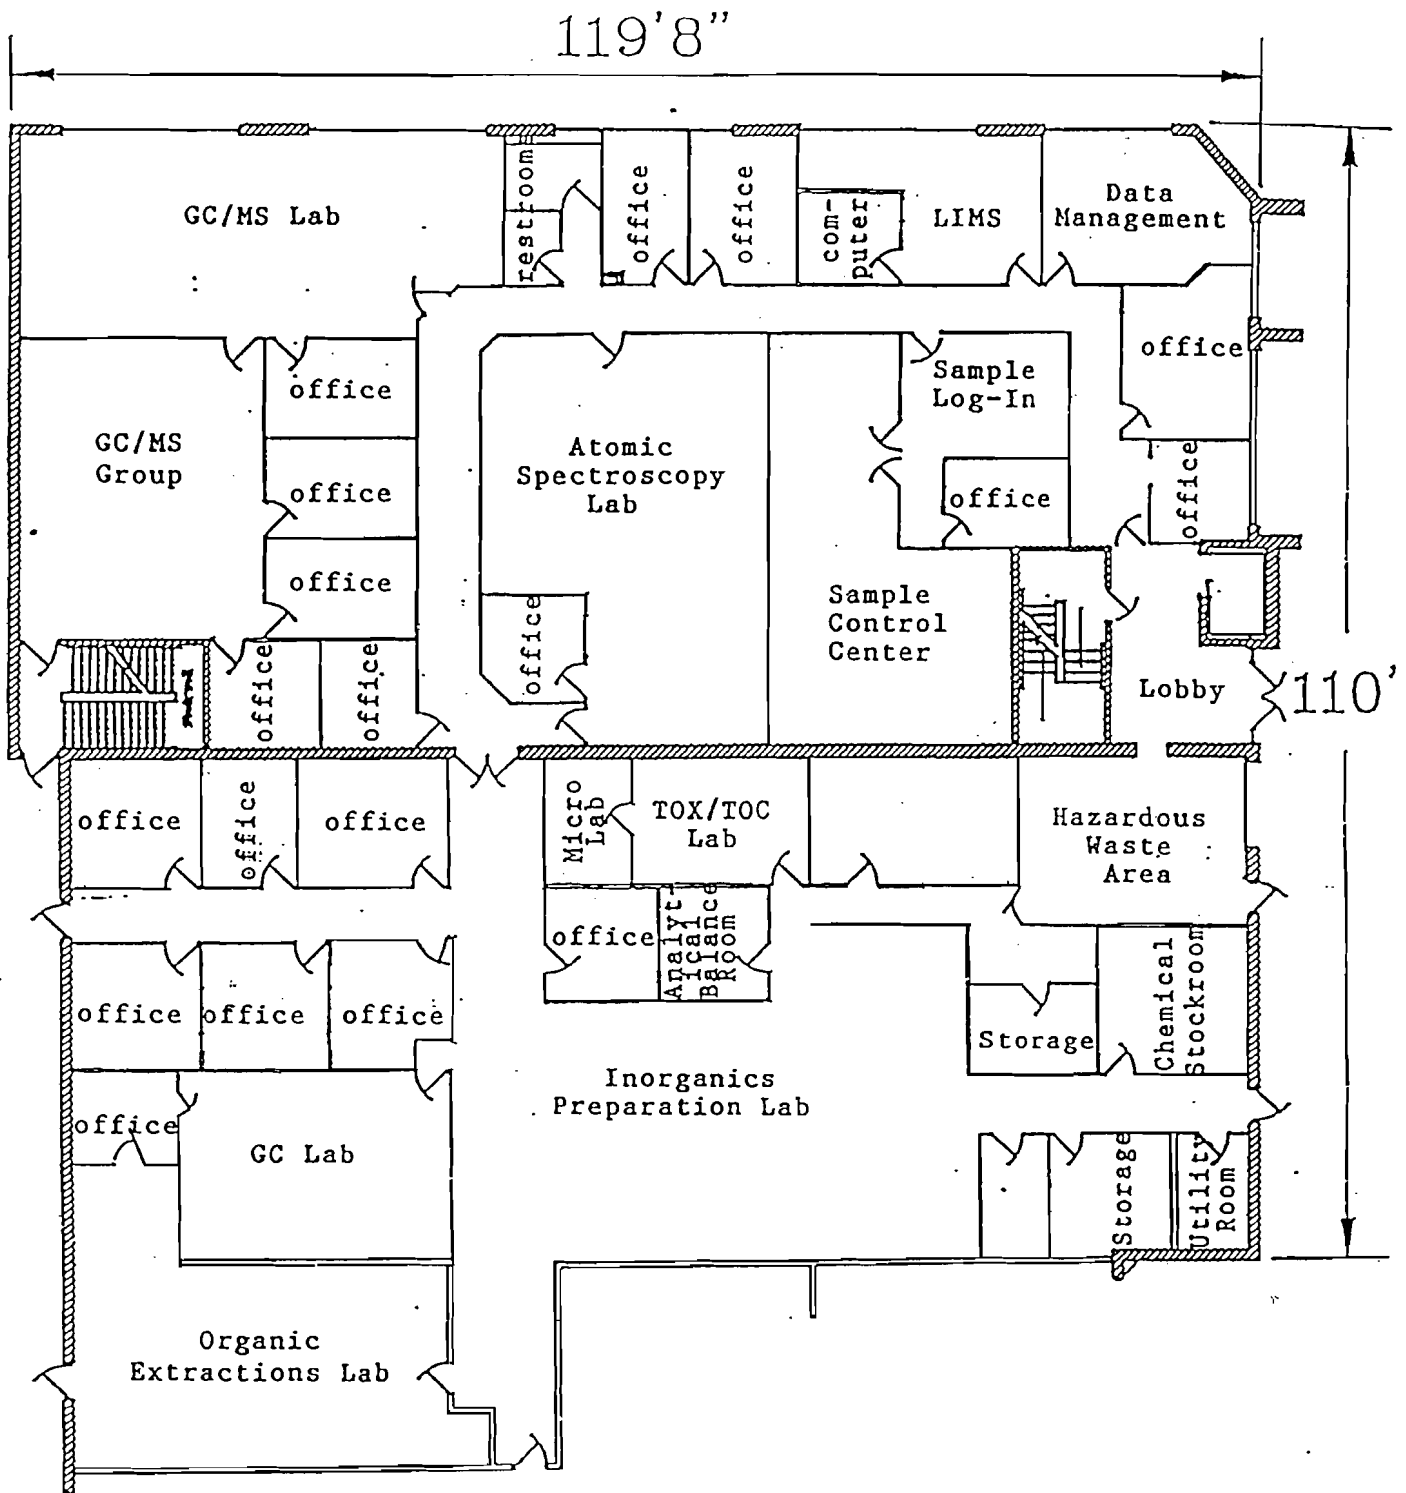 119'8"
GC/MS Lab
restroom
office
office
com-
puter
LIMS
Data
Management
office
office
Sample
Log-In
GC/MS
Group
office
Atomic
Spectroscopy
Lab
office
office
office
office
Sample
Control
Center
office
office
office
Lobby
110'
office
office
office
Micro
Lab
TOX/TOC
Lab
Hazardous
Waste
Area
office
Analyt-
ical
Balance
Room
office
office
office
Storage
Chemical
Stockroom
Inorganics
Preparation Lab
office
GC Lab
Storage
Utility
Room
Organic
Extractions Lab